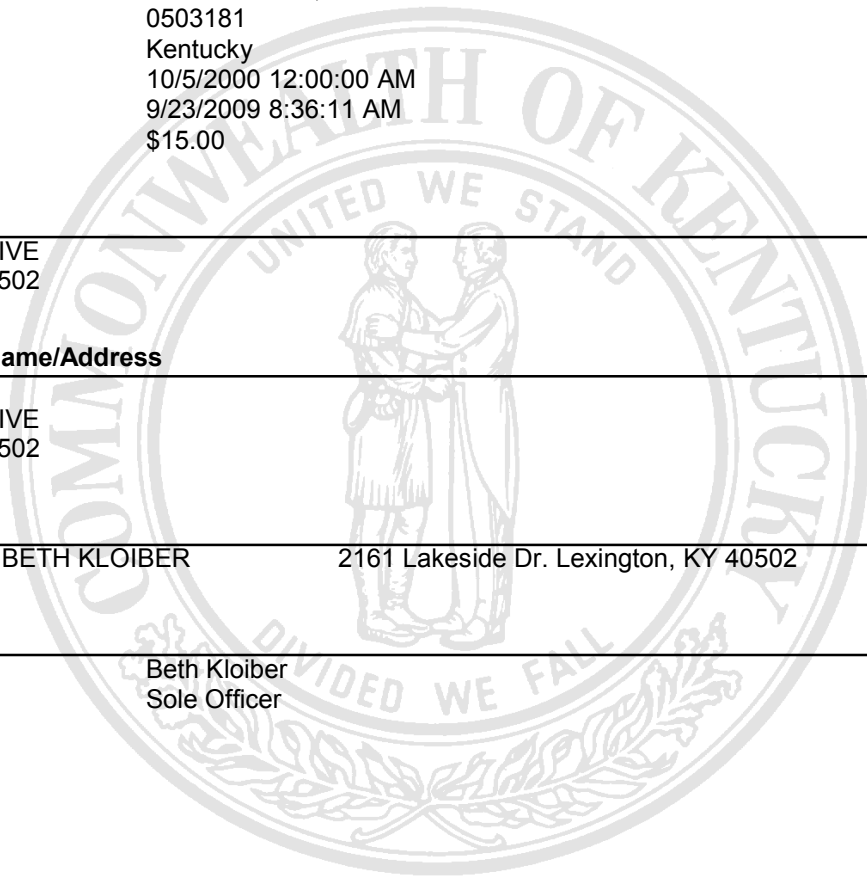 0503181
Kentucky
10/5/2000 12:00:00 AM
9/23/2009 8:36:11 AM
$15.00
COMMONWEALTH OF KENTUCKY
UNITED WE STAND
IVE
502
ame/Address
IVE
502
BETH KLOIBER 2161 Lakeside Dr. Lexington, KY 40502
Beth Kloiber
Sole Officer
DIVIDED WE FALL